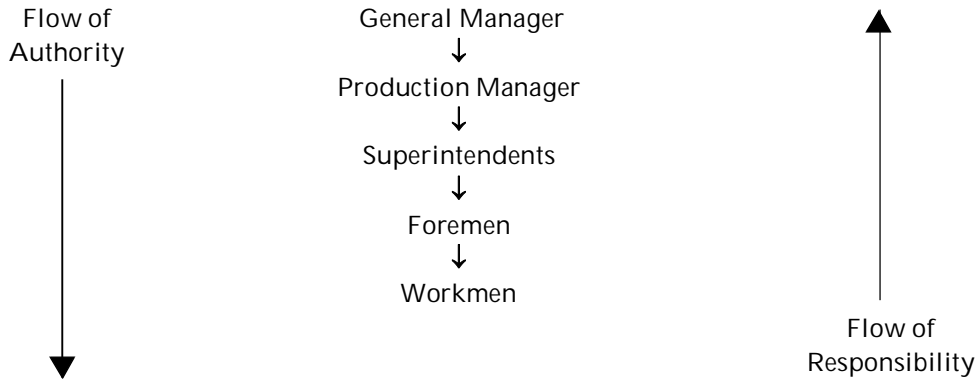 Flow of
Authority
General Manager
Production Manager
Superintendents
Foremen
Workmen
Flow of
Responsibility